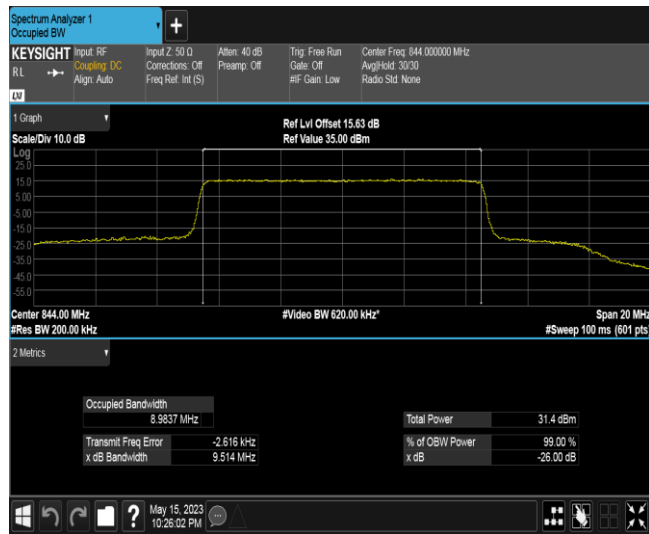 Spectrum Analyzer 1
Occupied BW
+
KEYSIGHT
RL
LXI
Input: RF
Coupling: DC
Align: Auto
Input Z: 50 Ω
Corrections: Off
Freq Ref: Int (S)
Atten: 40 dB
Preamp: Off
Trig: Free Run
Gate: Off
#IF Gain: Low
Center Freq: 844.000000 MHz
Avg|Hold: 30/30
Radio Std: None
1 Graph
Scale/Div 10.0 dB
Ref Lvl Offset 15.63 dB
Ref Value 35.00 dBm
Log
25.0
15.0
5.00
-5.00
-15.0
-25.0
-35.0
-45.0
-55.0
Center 844.00 MHz
#Video BW 620.00 kHz*
Span 20 MHz
#Res BW 200.00 kHz
#Sweep 100 ms (601 pts)
2 Metrics
Occupied Bandwidth
8.9837 MHz
Total Power 31.4 dBm
Transmit Freq Error -2.616 kHz
% of OBW Power 99.00 %
x dB Bandwidth 9.514 MHz
x dB -26.00 dB
?
May 15, 2023
10:26:02 PM